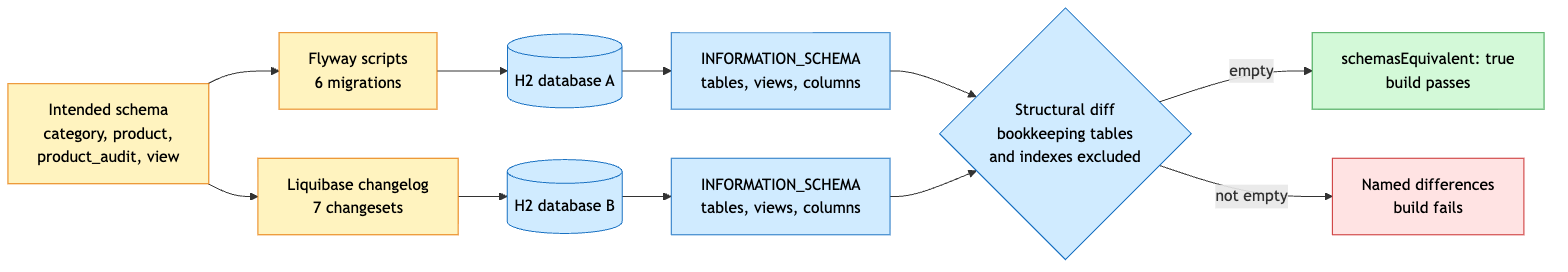 Intended schema
category, product,
product_audit, view
Flyway scripts
6 migrations
Liquibase changelog
7 changesets
H2 database A
H2 database B
INFORMATION_SCHEMA
tables, views, columns
INFORMATION_SCHEMA
tables, views, columns
Structural diff
bookkeeping tables
and indexes excluded
empty
not empty
schemasEquivalent: true
build passes
Named differences
build fails